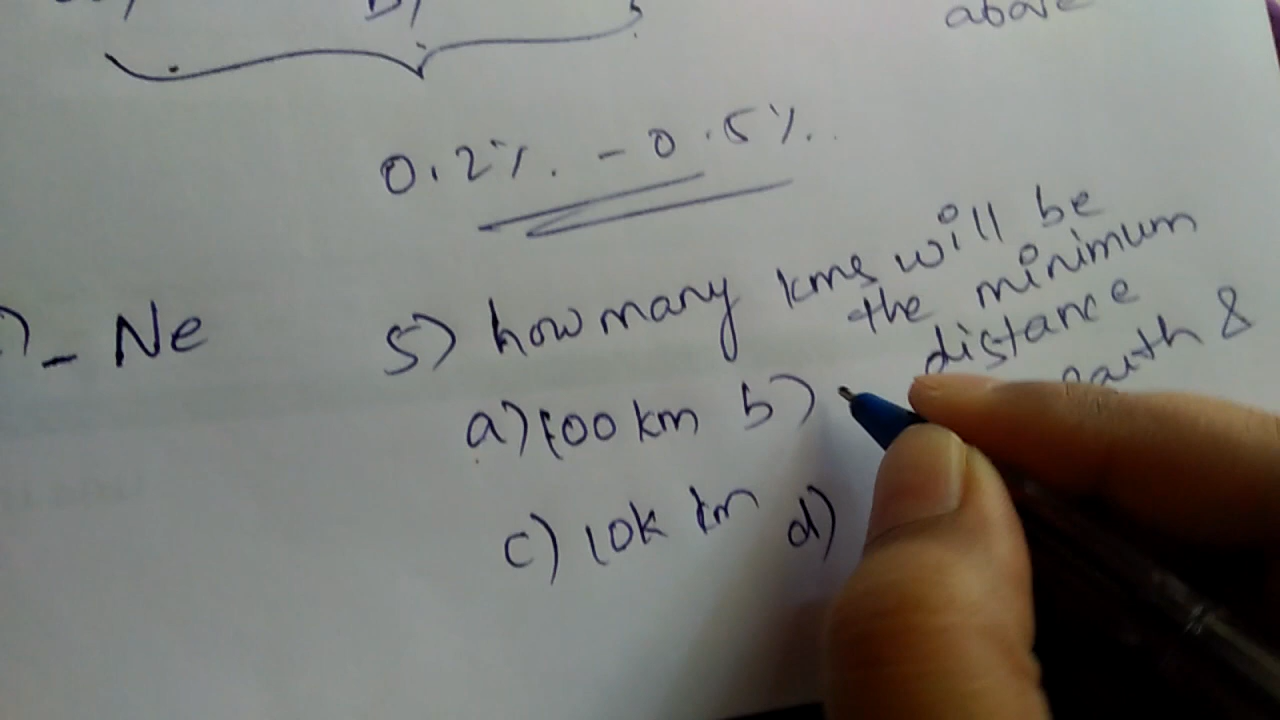 above
0.2%. - 0.5%.
- Ne
5) how many kms will be
the minimum
distance
earth &
a) 100 km b)
c) 10k km d)